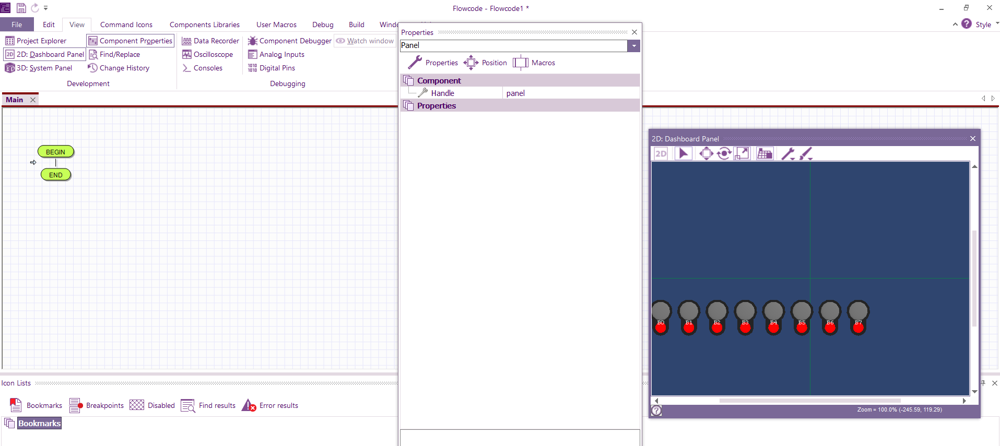 Flowcode - Flowcode1 *
File Edit View Command Icons Components Libraries User Macros Debug Build Windo
Style
Project Explorer
Component Properties
Data Recorder
Component Debugger
Watch window
2D: Dashboard Panel
Find/Replace
Oscilloscope
Analog Inputs
3D: System Panel
Change History
Consoles
Digital Pins
Development
Debugging
Main
BEGIN
END
Properties
Panel
Properties Position Macros
Component
Handle panel
Properties
2D: Dashboard Panel
2D
B0 B1 B2 B3 B4 B5 B6 B7
Zoom = 100.0% (-245.59, 119.29)
Icon Lists
Bookmarks Breakpoints Disabled Find results Error results
Bookmarks